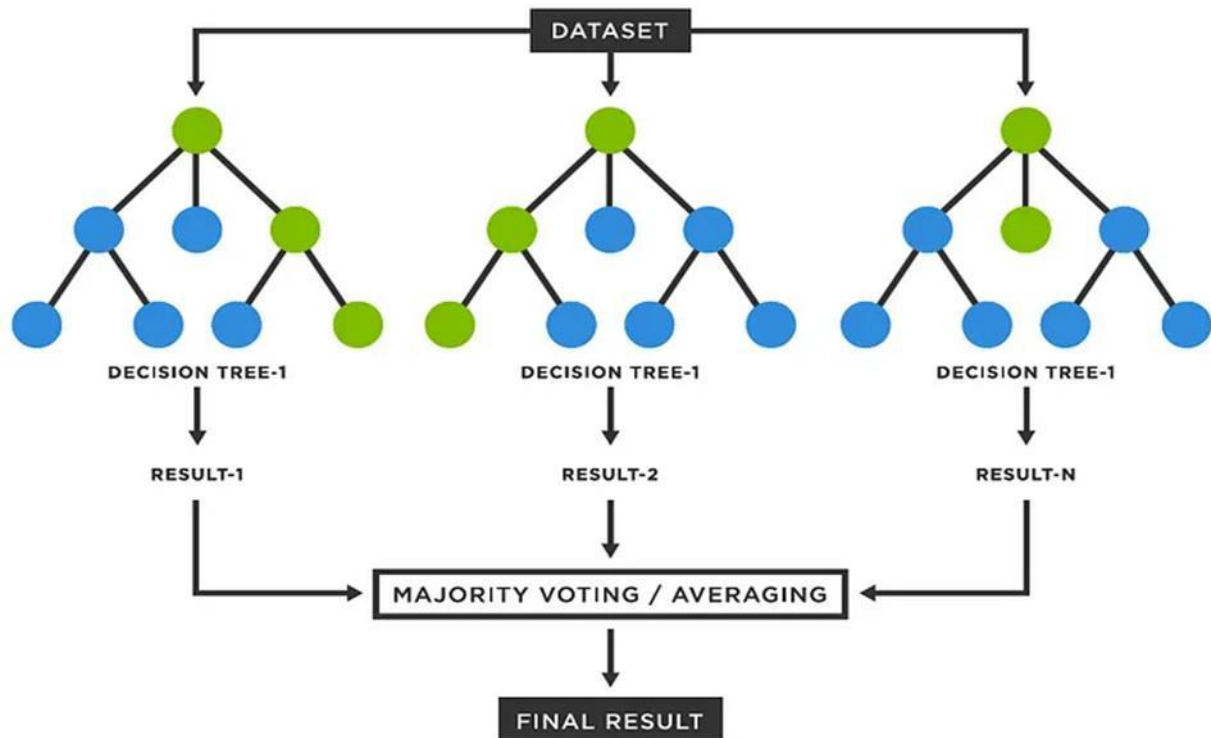 DATASET
DECISION TREE-1
DECISION TREE-1
DECISION TREE-1
RESULT-1
RESULT-2
RESULT-N
MAJORITY VOTING / AVERAGING
FINAL RESULT